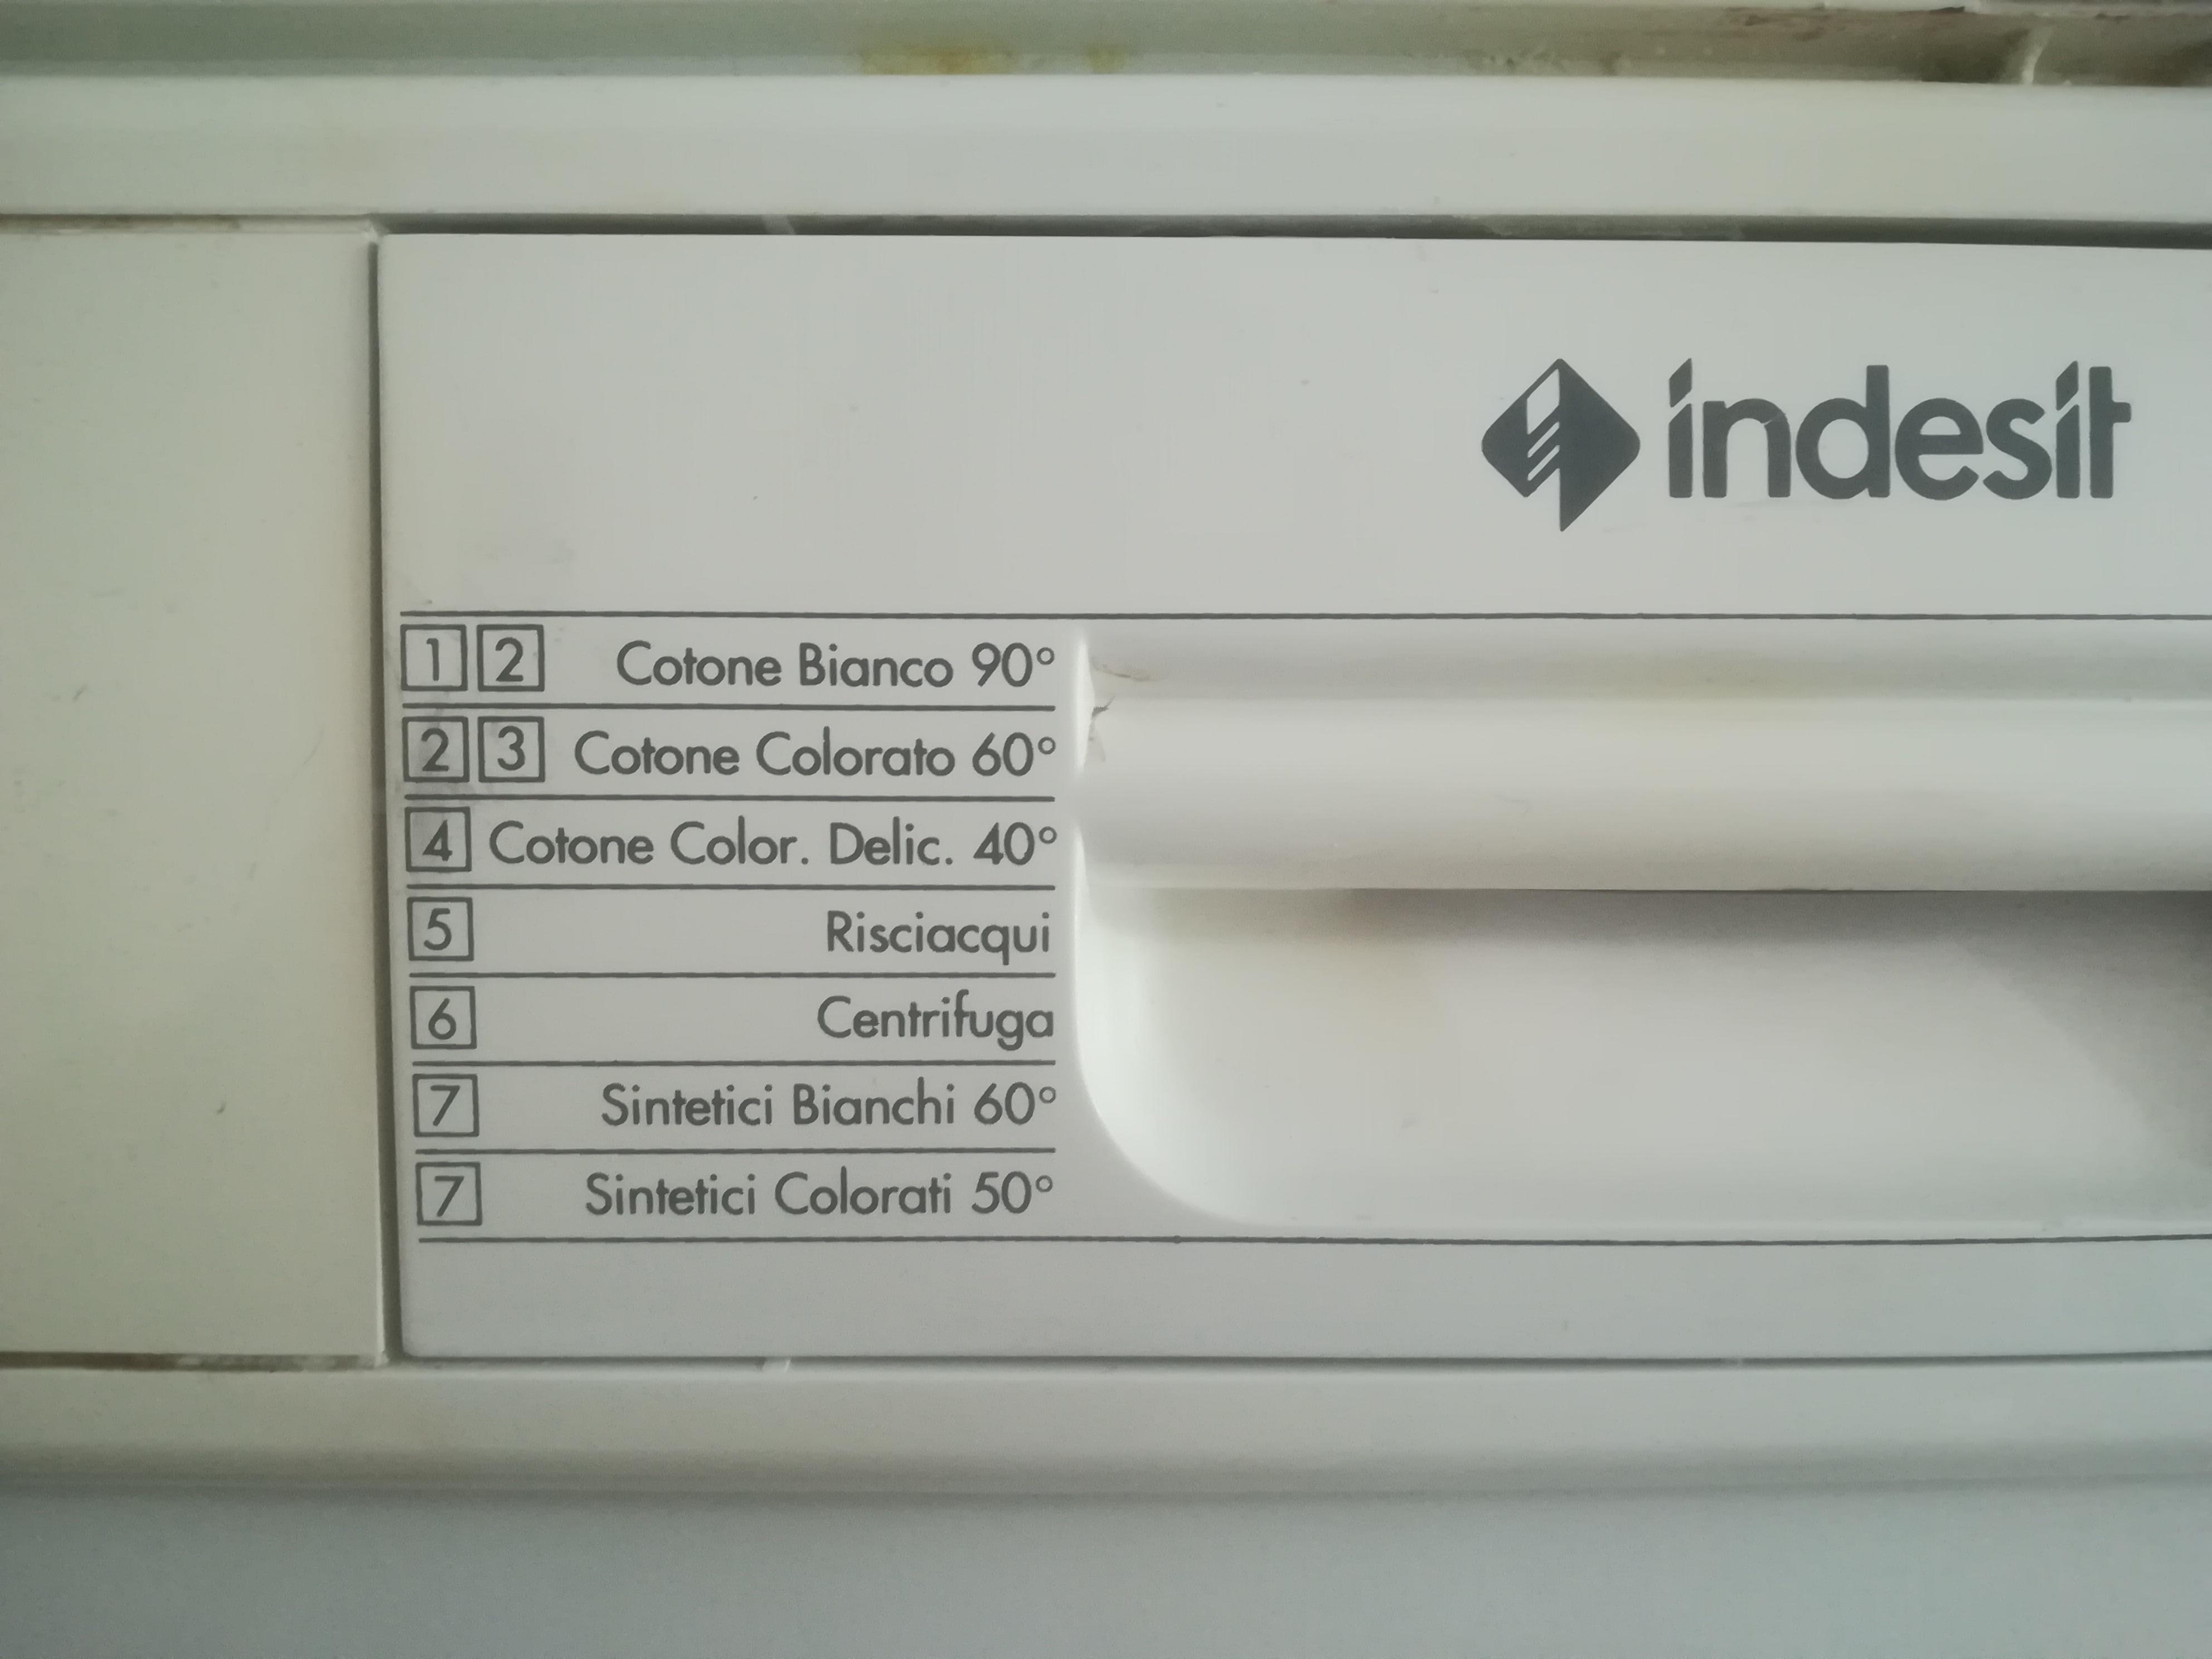 indesit
1 2 Cotone Bianco 90°
2 3 Cotone Colorato 60°
4 Cotone Color. Delic. 40°
5 Risciacqui
6 Centrifuga
7 Sintetici Bianchi 60°
7 Sintetici Colorati 50°